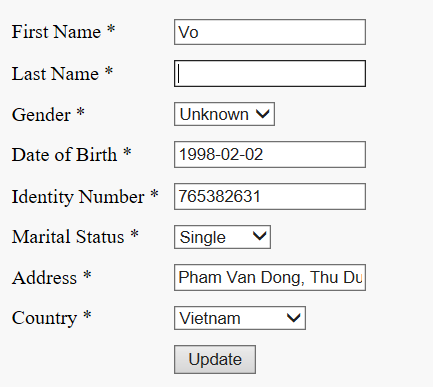 First Name * Vo
Last Name *
Gender * Unknown
Date of Birth * 1998-02-02
Identity Number * 765382631
Marital Status * Single
Address * Pham Van Dong, Thu Du
Country * Vietnam
Update